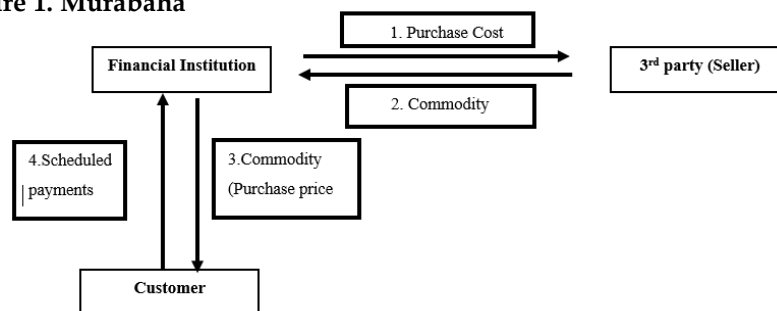 ure 1. Murabaha
1. Purchase Cost
Financial Institution
3rd party (Seller)
2. Commodity
4.Scheduled
payments
3.Commodity
(Purchase price
Customer